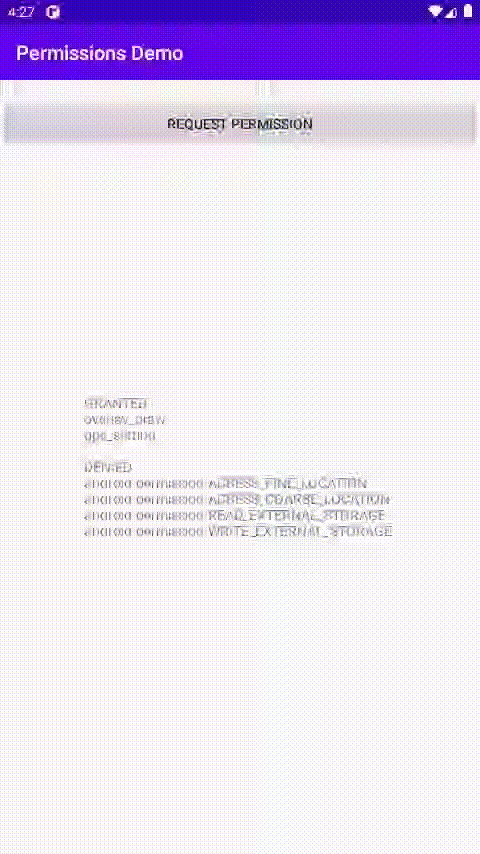 4:27
Permissions Demo
REQUEST PERMISSION
GRANTED
overlay_draw
gps_setting
DENIED
android.permission.ACCESS_FINE_LOCATION
android.permission.ACCESS_COARSE_LOCATION
android.permission.READ_EXTERNAL_STORAGE
android.permission.WRITE_EXTERNAL_STORAGE